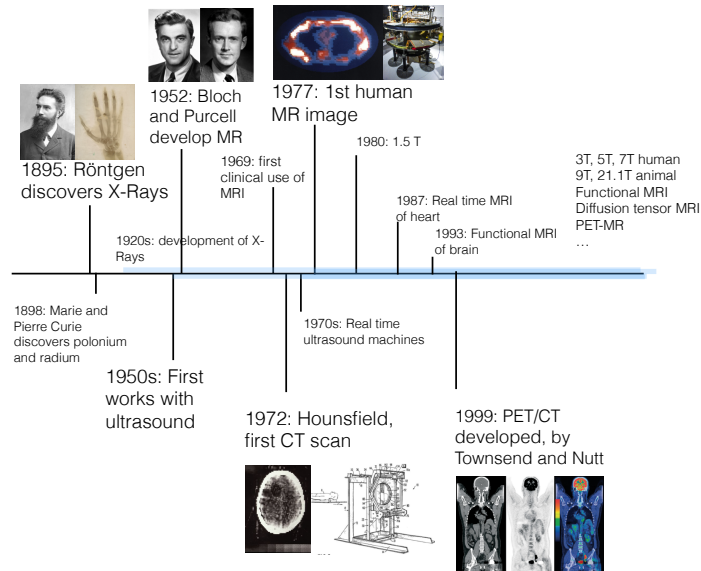 1952: Bloch
and Purcell
develop MR
1977: 1st human
MR image
1895: Röntgen
discovers X-Rays
1969: first
clinical use of
MRI
1980: 1.5 T
3T, 5T, 7T human
9T, 21.1T animal
Functional MRI
Diffusion tensor MRI
PET-MR
...
1987: Real time MRI
of heart
1920s: development of X-
Rays
1993: Functional MRI
of brain
1898: Marie and
Pierre Curie
discovers polonium
and radium
1970s: Real time
ultrasound machines
1950s: First
works with
ultrasound
1972: Hounsfield,
first CT scan
1999: PET/CT
developed, by
Townsend and Nutt